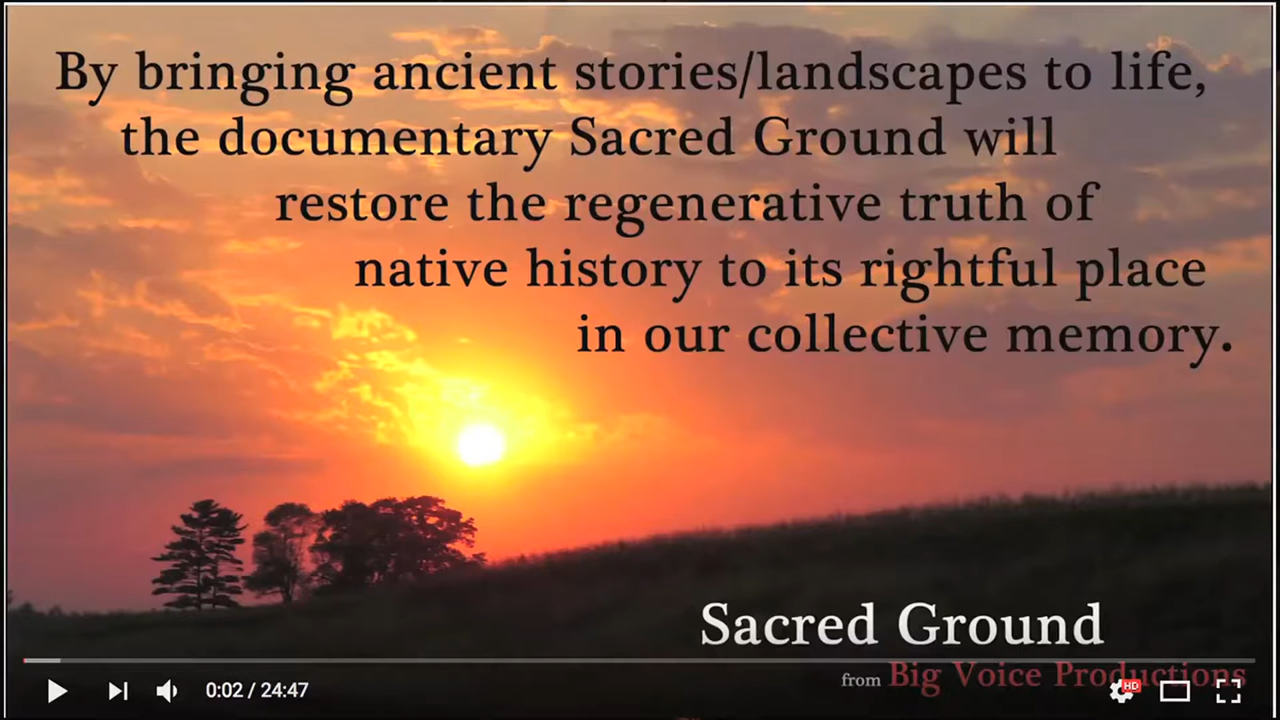 By bringing ancient stories/landscapes to life,
the documentary Sacred Ground will
restore the regenerative truth of
native history to its rightful place
in our collective memory.
Sacred Ground
from Big Voice Productions
0:02 / 24:47
HD